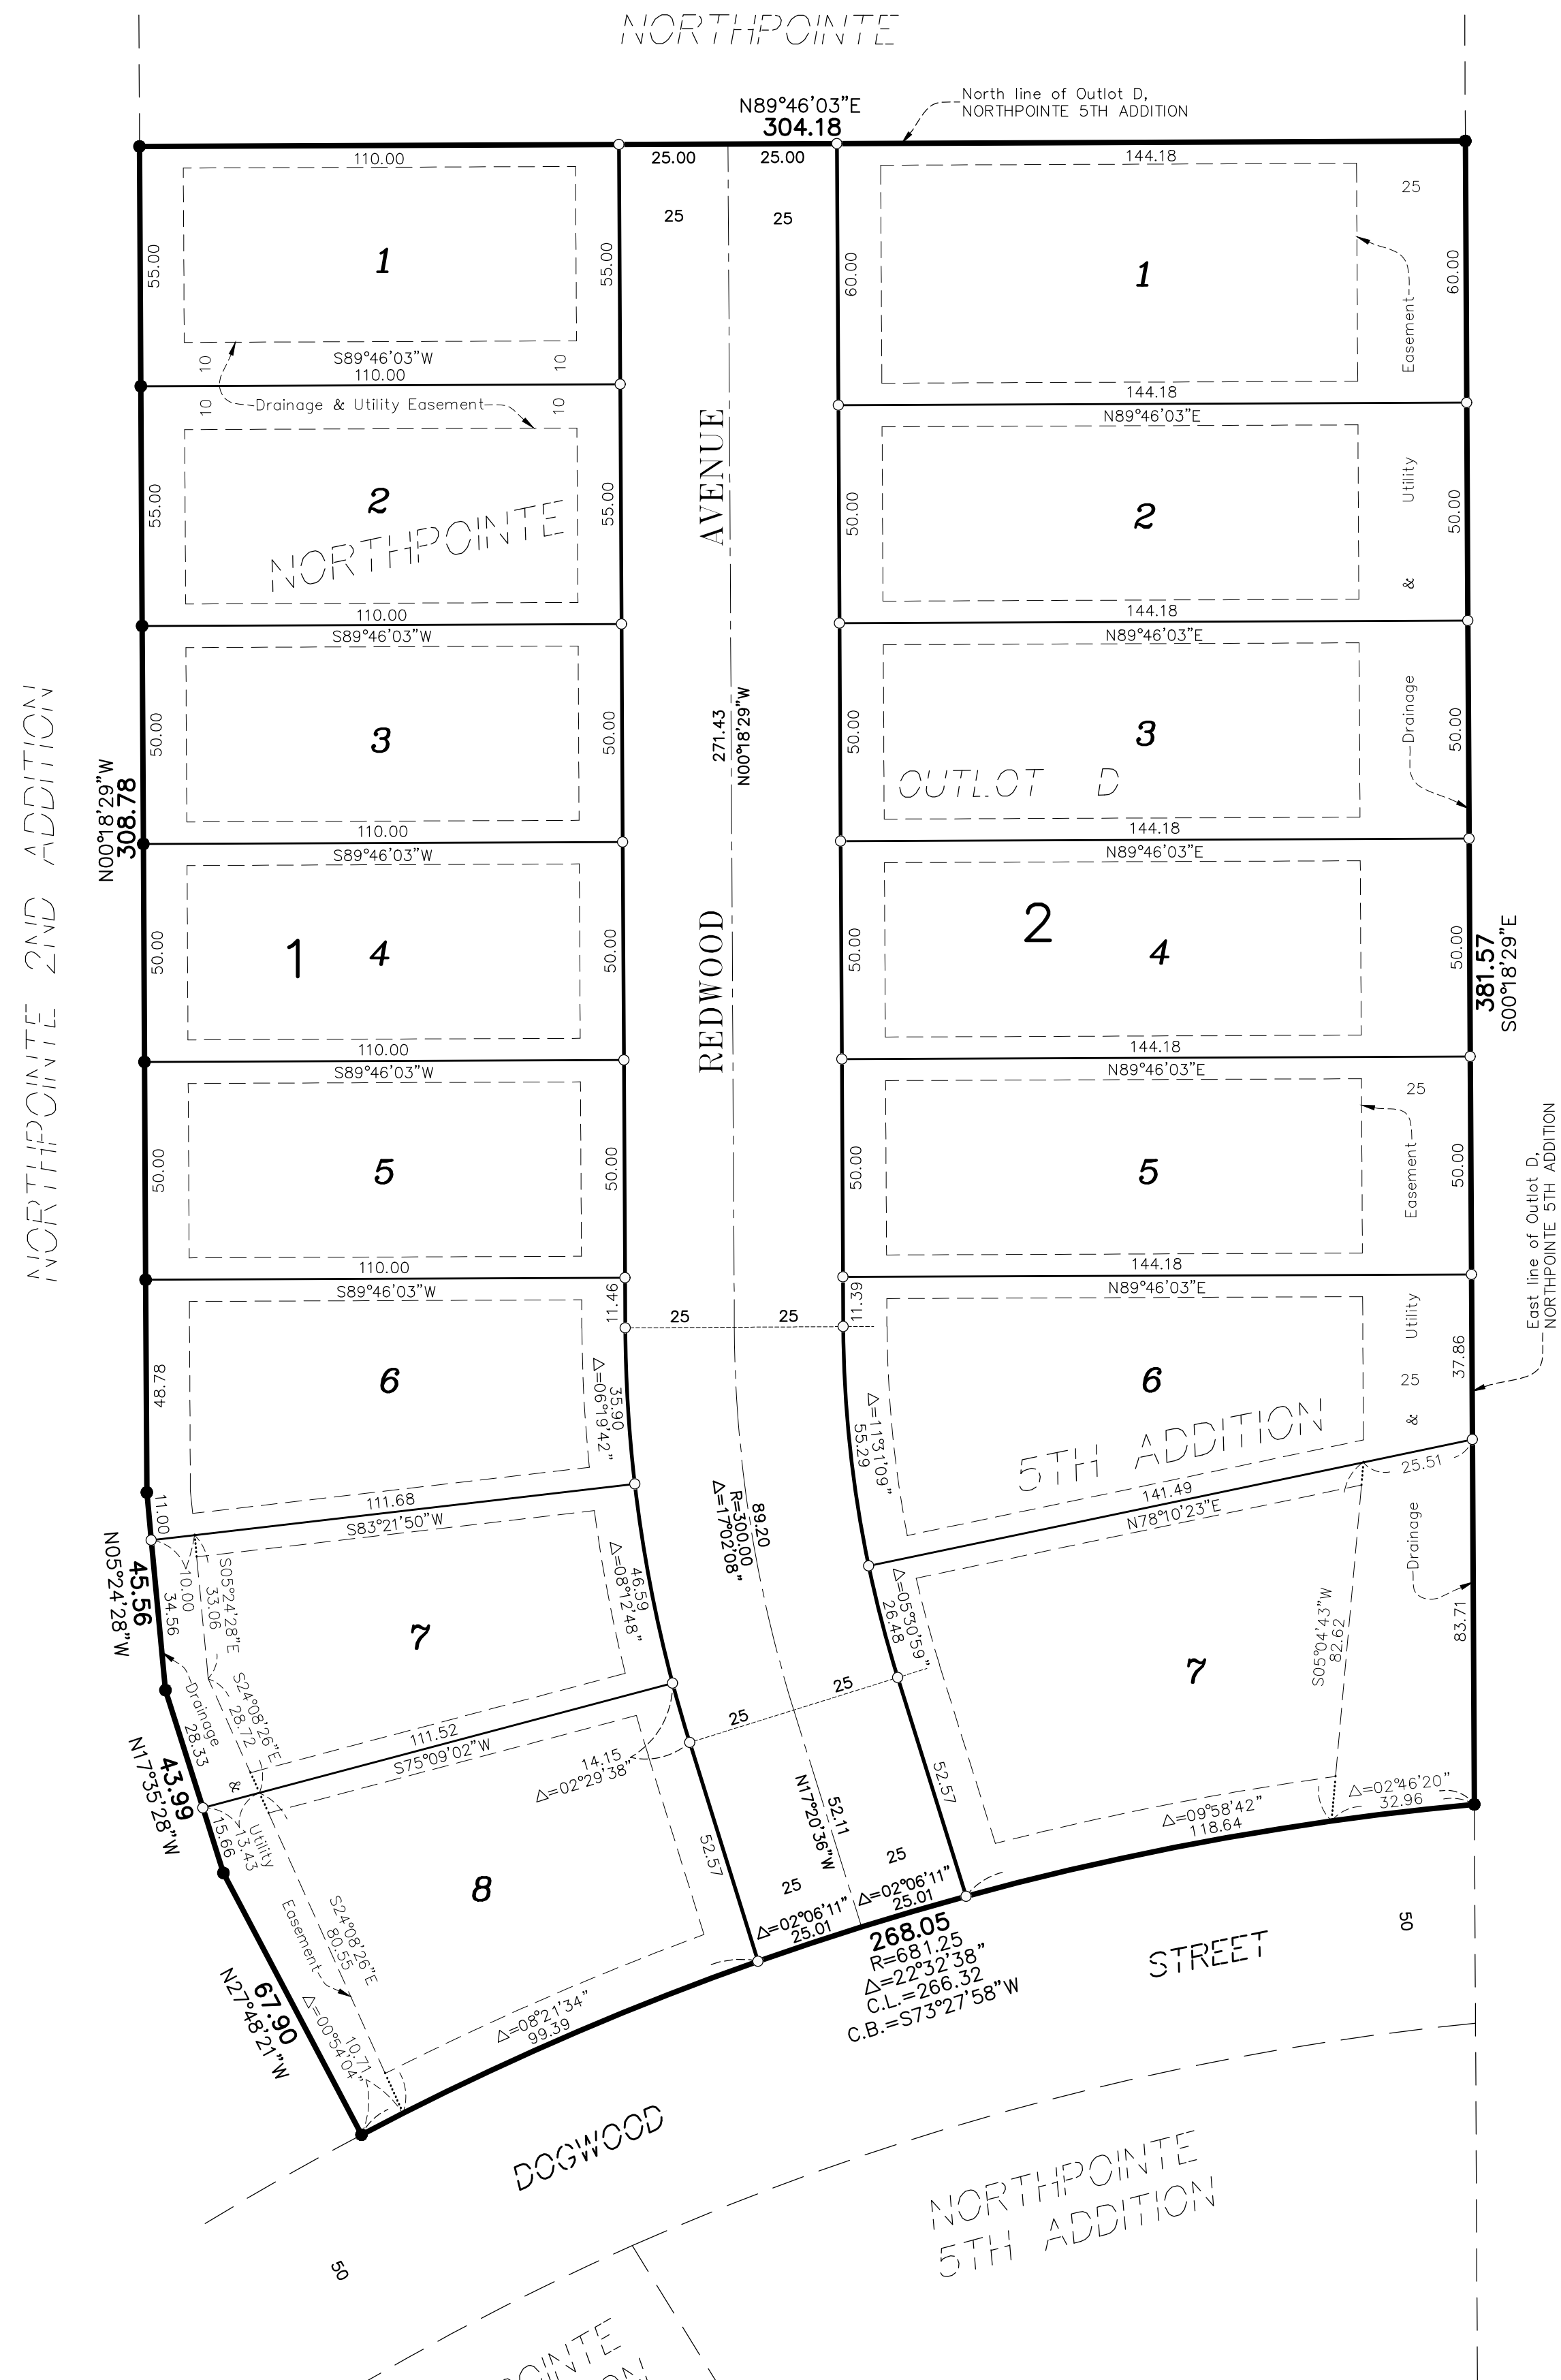 NORTHPOINTE
N89°46'03"E
304.18
North line of Outlot D,
NORTHPOINTE 5TH ADDITION
110.00
25.00
25.00
144.18
25
25
25
55.00
1
55.00
60.00
1
60.00
Easement
10
S89°46'03"W
10
110.00
144.18
10
Drainage & Utility Easement
10
N89°46'03"E
AVENUE
55.00
2
55.00
50.00
2
Utility
50.00
NORTHPOINTE
&
110.00
144.18
S89°46'03"W
N89°46'03"E
NORTHPOINTE 2ND ADDITION
N00°18'29"W
308.78
50.00
3
50.00
271.43
N00°18'29"W
50.00
3
Drainage
50.00
OUTLOT D
110.00
144.18
S89°46'03"W
N89°46'03"E
50.00
1
4
50.00
REDWOOD
50.00
2
4
50.00
381.57
S00°18'29"E
110.00
144.18
S89°46'03"W
N89°46'03"E
25
50.00
5
50.00
50.00
5
Easement
50.00
East line of Outlot D,
NORTHPOINTE 5TH ADDITION
110.00
144.18
S89°46'03"W
N89°46'03"E
11.46
25
25
11.39
Utility
48.78
6
35.90
Δ=06°19'42"
Δ=11°31'09"
55.29
6
25
&
37.86
5TH ADDITION
11.00
111.68
S83°21'50"W
141.49
N78°10'23"E
25.51
89.20
R=300.00
Δ=17°02'08"
N05°24'28"W
45.56
34.56
10.00
S05°24'28"E
33.06
7
46.59
Δ=08°12'48"
Δ=05°30'59"
26.48
7
S05°04'43"W
82.62
Drainage
83.71
S24°08'26"E
28.72
Drainage
28.33
111.52
S75°09'02"W
25
25
14.15
Δ=02°29'38"
N17°35'28"W
43.99
&
15.66
13.43
Utility
52.57
52.11
N17°20'36"W
52.57
Δ=09°58'42"
118.64
Δ=02°46'20"
32.96
8
25
25
Δ=02°06'11"
25.01
Δ=02°06'11"
25.01
S24°08'26"E
80.55
Easement
N27°48'21"W
67.90
Δ=00°54'04"
10.71
Δ=08°21'34"
99.39
268.05
R=681.25
Δ=22°32'38"
C.L.=266.32
C.B.=S73°27'58"W
STREET
50
DOGWOOD
NORTHPOINTE
5TH ADDITION
50